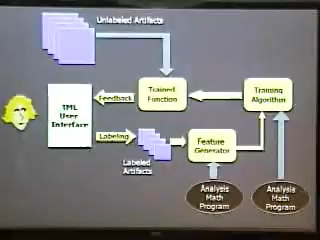 Unlabeled Artifacts
Trained
Function
Training
Algorithm
Feedback
TML
User
Interface
Labeling
Labeled
Artifacts
Feature
Generator
Analysis
Math
Program
Analysis
Math
Program